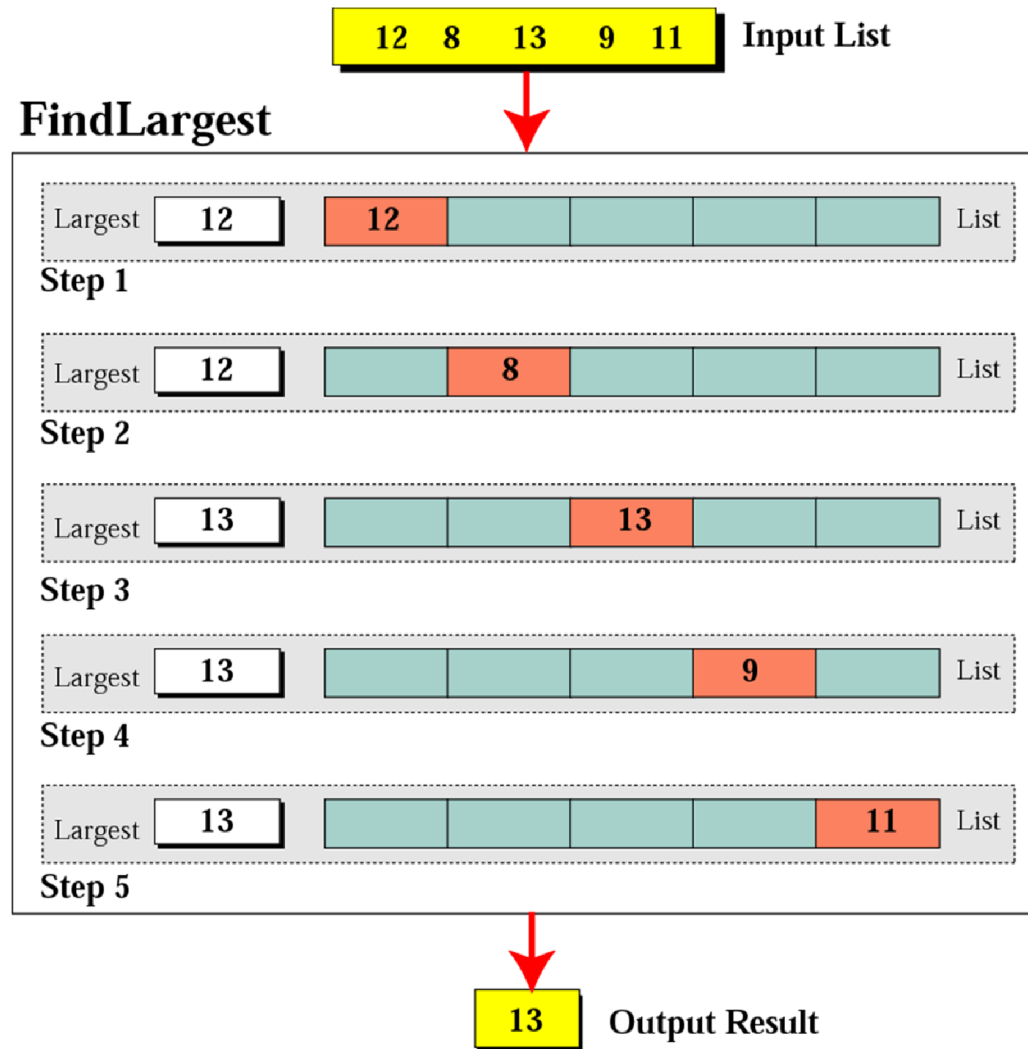 12 8 13 9 11 Input List
FindLargest
Largest 12 12 List
Step 1
Largest 12 8 List
Step 2
Largest 13 13 List
Step 3
Largest 13 9 List
Step 4
Largest 13 11 List
Step 5
13 Output Result